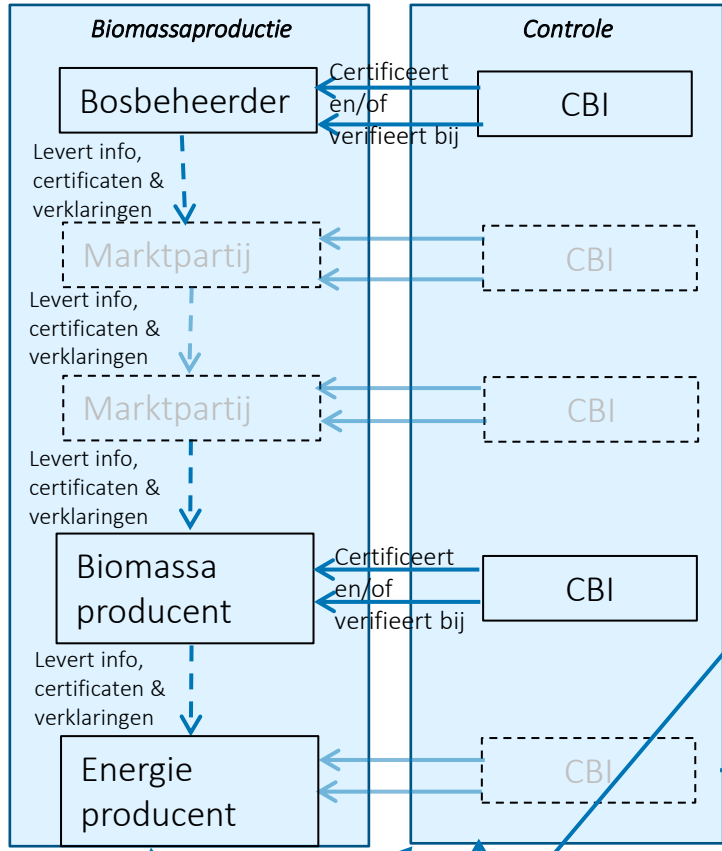 Biomassaproductie
Controle
Bosbeheerder
Certificeert
en/of
verifieert bij
CBI
Levert info,
certificaten &
verklaringen
Marktpartij
CBI
Levert info,
certificaten &
verklaringen
Marktpartij
CBI
Levert info,
certificaten &
verklaringen
Biomassa
producent
Certificeert
en/of
verifieert bij
CBI
Levert info,
certificaten &
verklaringen
Energie
producent
CBI